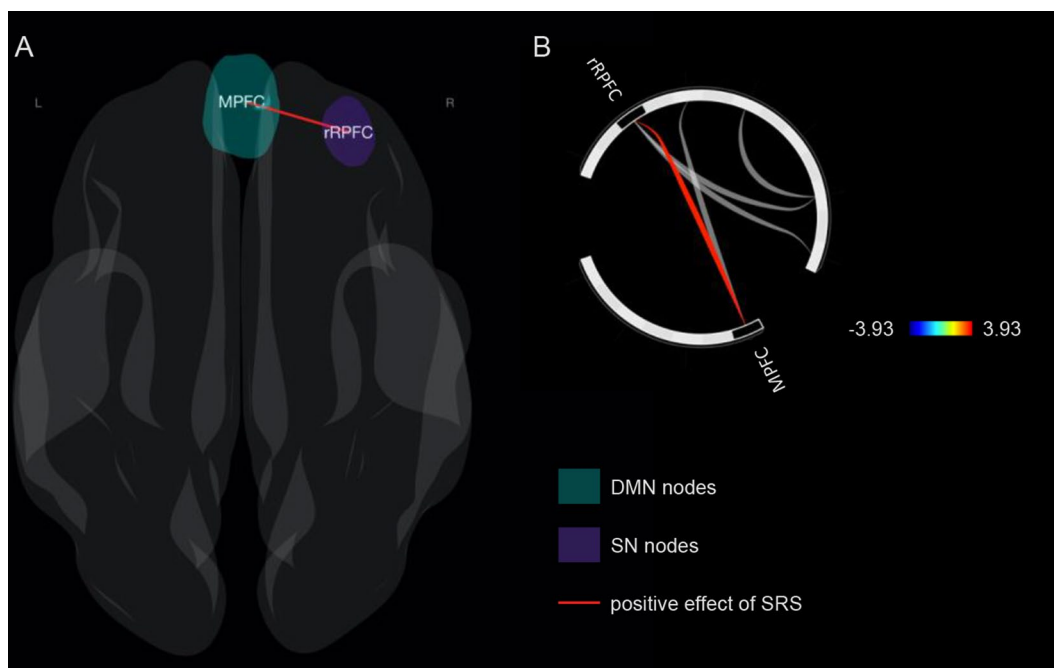 A
B
L
R
MPFC
rRPFC
rRPFC
MPFC
-3.93
3.93
DMN nodes
SN nodes
positive effect of SRS